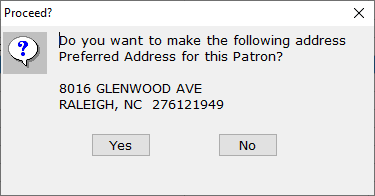 Proceed?
?
Do you want to make the following address
Preferred Address for this Patron?
8016 GLENWOOD AVE
RALEIGH, NC  276121949
Yes No